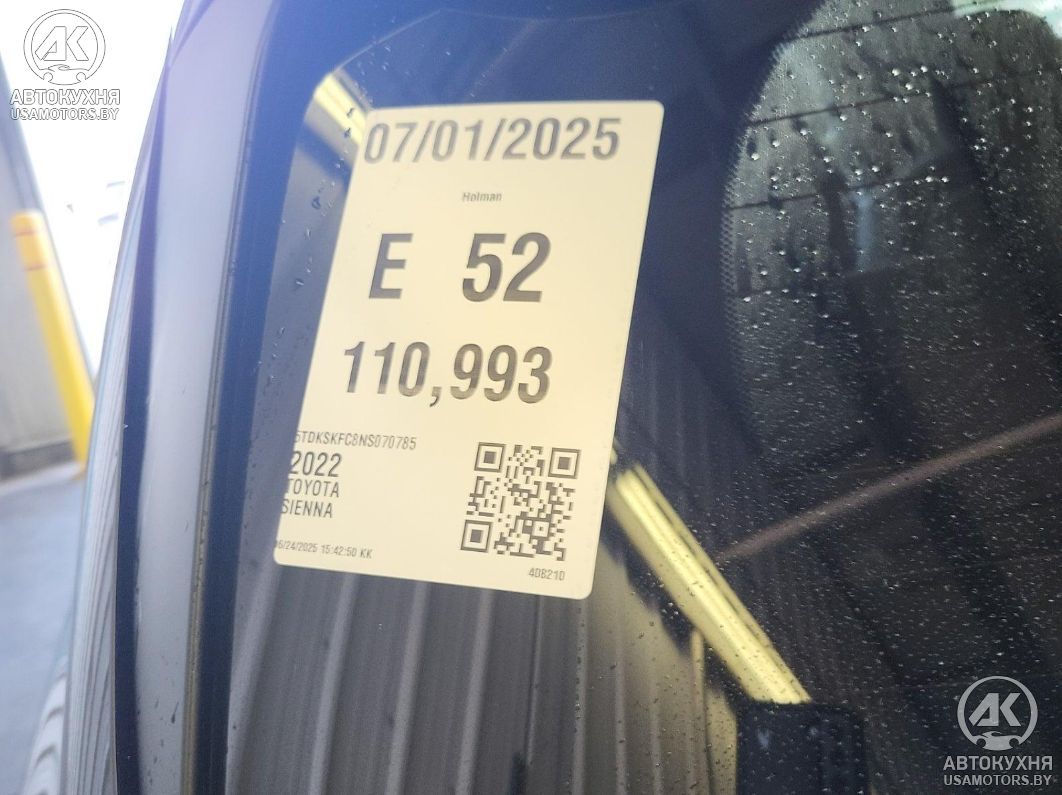 АК
АВТОКУХНЯ
USAMOTORS.BY
07/01/2025
Holman
E 52
110,993
5TDKSKFC8NS070785
2022
TOYOTA
SIENNA
06/24/2025 15:42:50 KK
4DB21D
АК
АВТОКУХНЯ
USAMOTORS.BY